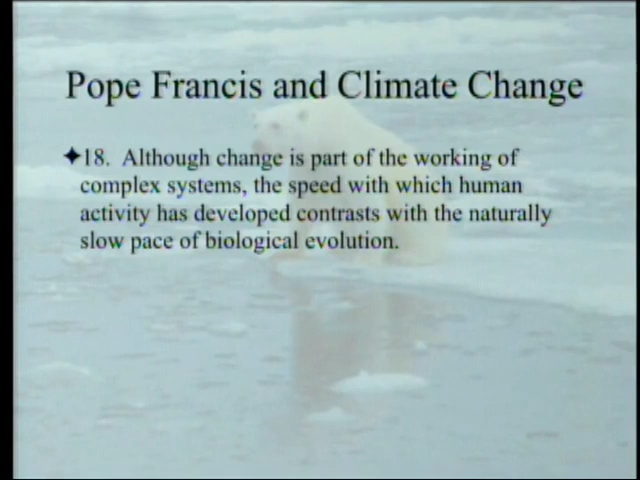 Pope Francis and Climate Change
✦18. Although change is part of the working of
complex systems, the speed with which human
activity has developed contrasts with the naturally
slow pace of biological evolution.